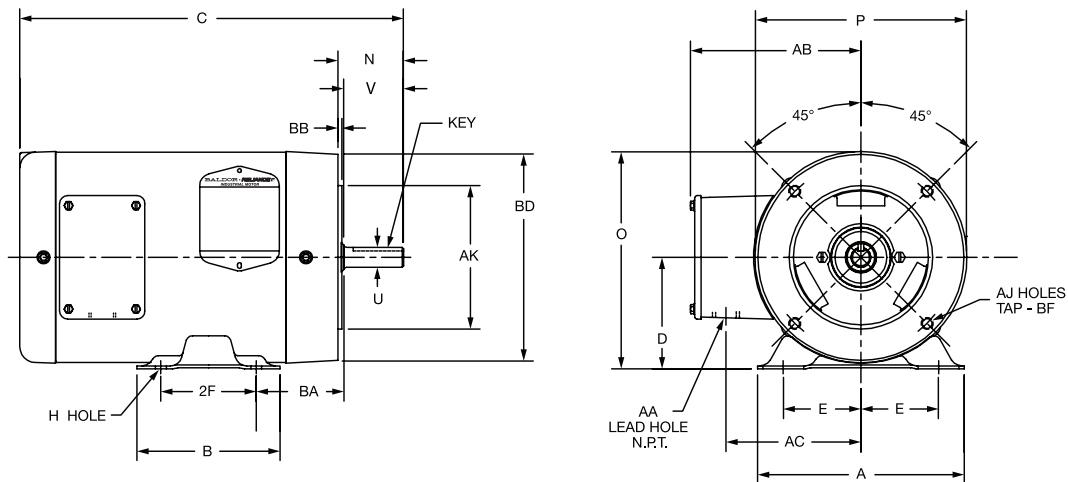 C
P
N
AB
V
BB
KEY
45°
45°
BALDOR • RELIANCE
INDUSTRIAL MOTOR
BD
O
AK
U
D
AJ HOLES
TAP - BF
2F
BA
H HOLE
E
E
AA
LEAD HOLE
N.P.T.
AC
B
A